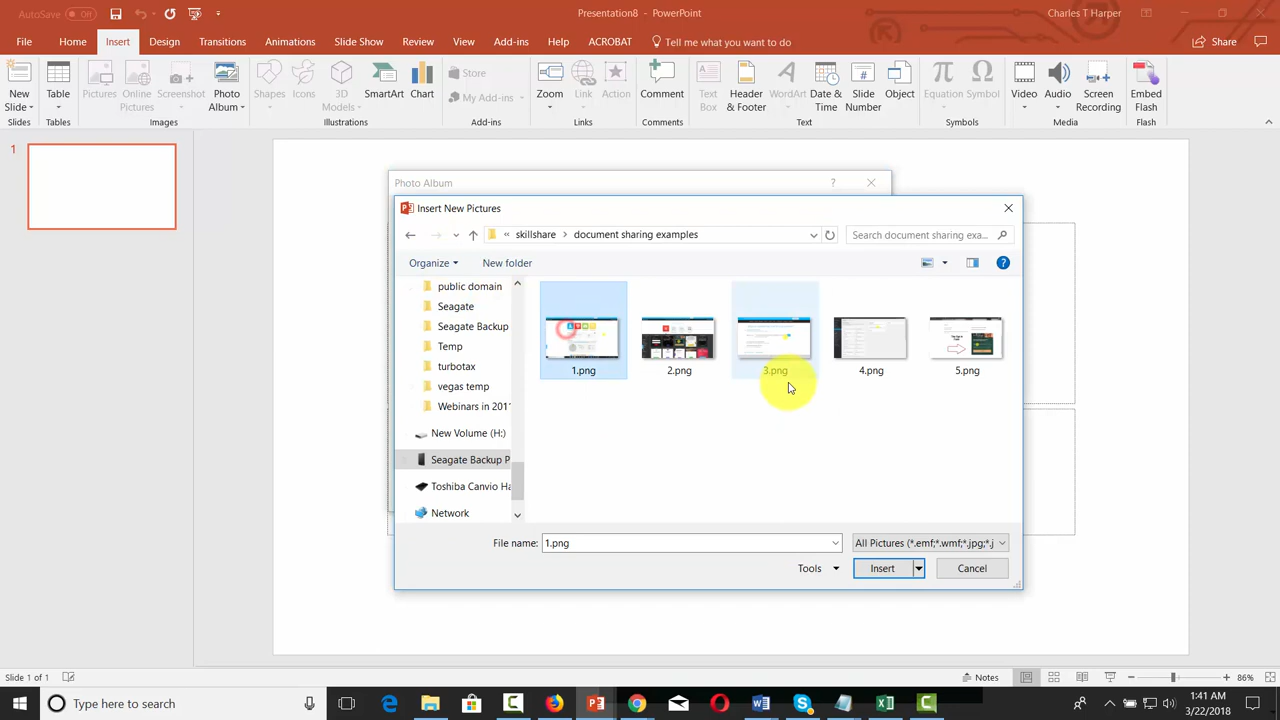 AutoSave Off
Presentation8 - PowerPoint
Charles T Harper
File Home Insert Design Transitions Animations Slide Show Review View Add-ins Help ACROBAT Tell me what you want to do Share
New Slide
Table
Pictures
Online Pictures
Screenshot
Photo Album
Shapes
Icons
3D Models
SmartArt
Chart
Store
My Add-ins
Zoom
Link
Action
Comment
Text Box
Header & Footer
WordArt
Date & Time
Slide Number
Object
Equation
Symbol
Video
Audio
Screen Recording
Embed Flash
Slides Tables Images Illustrations Add-ins Links Comments Text Symbols Media Flash
1
Photo Album ?
Insert New Pictures
« skillshare > document sharing examples
Search document sharing exa...
Organize New folder
public domain
Seagate
Seagate Backup
Temp
turbotax
vegas temp
Webinars in 201
New Volume (H:)
Seagate Backup P
Toshiba Canvio Ha
Network
1.png 2.png 3.png 4.png 5.png
File name: 1.png All Pictures (*.emf;*.wmf;*.jpg;*.j
Tools Insert Cancel
Slide 1 of 1 Notes 86%
Type here to search
1:41 AM
3/22/2018